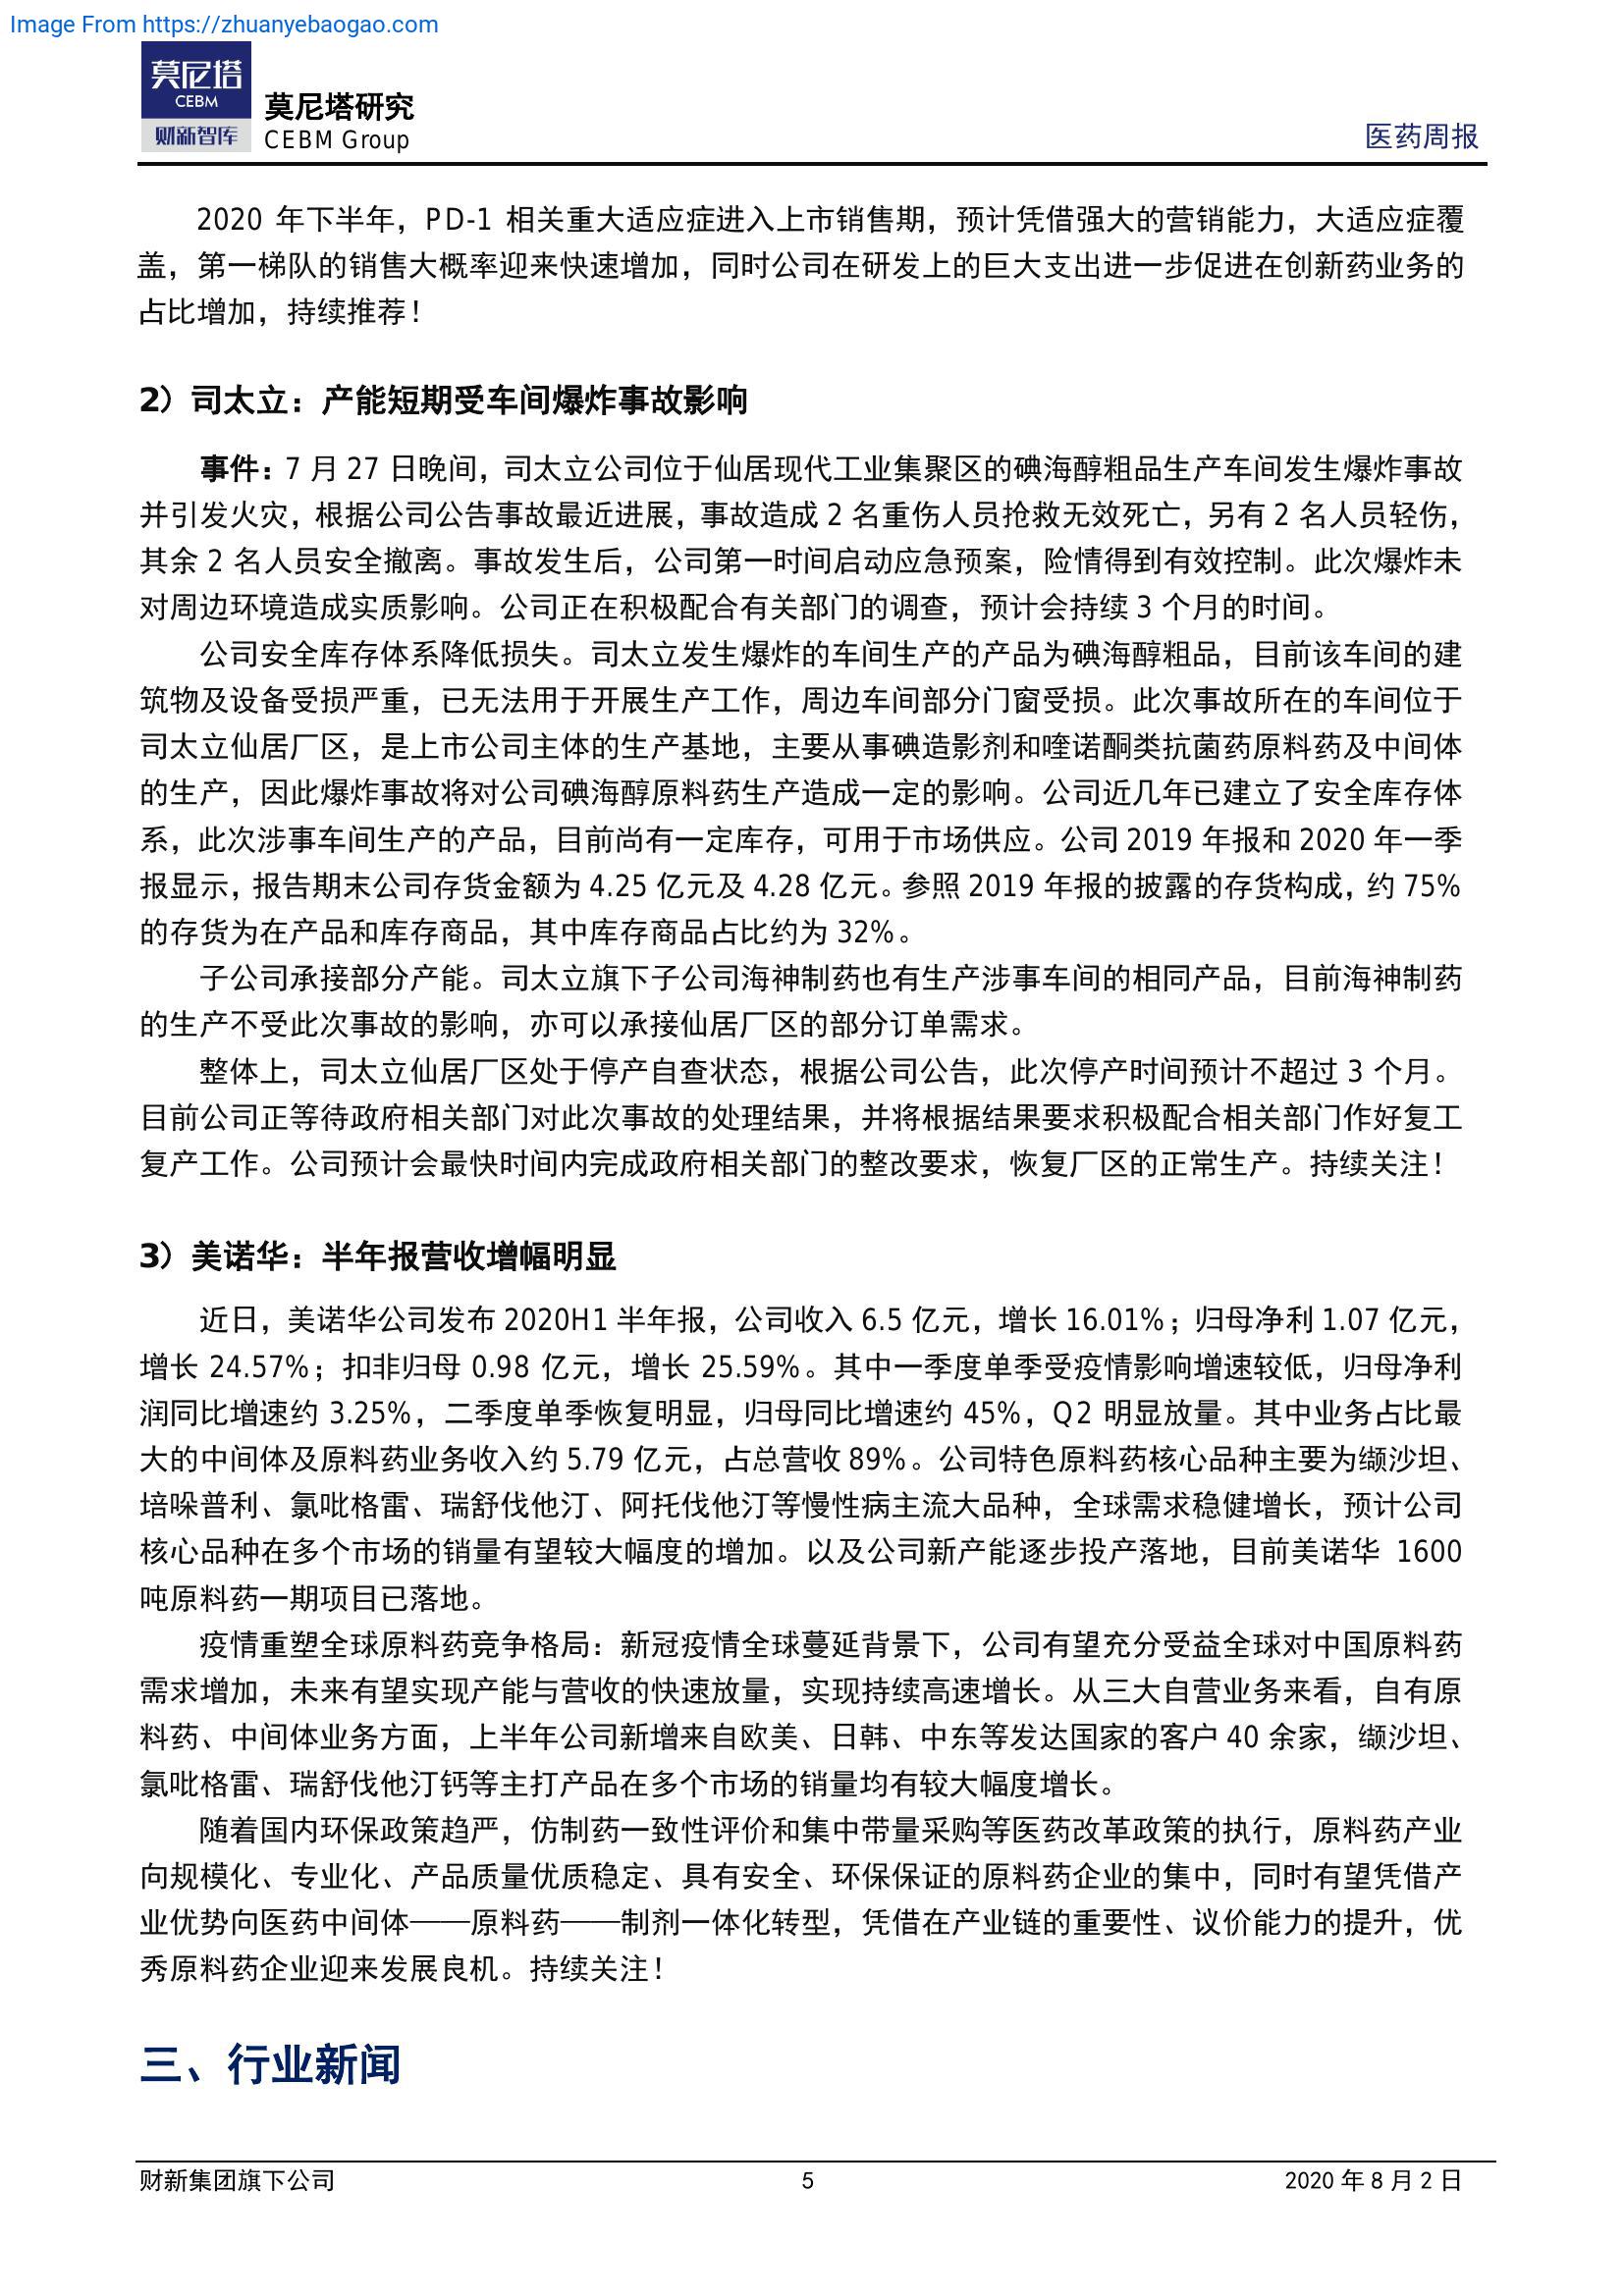 Image From https://zhuanyebaogao.com
莫尼塔
CEBM
财新智库
莫尼塔研究
CEBM Group
医药周报
2020 年下半年，PD-1 相关重大适应症进入上市销售期，预计凭借强大的营销能力，大适应症覆
盖，第一梯队的销售大概率迎来快速增加，同时公司在研发上的巨大支出进一步促进在创新药业务的
占比增加，持续推荐！
2）司太立：产能短期受车间爆炸事故影响
事件：7 月 27 日晚间，司太立公司位于仙居现代工业集聚区的碘海醇粗品生产车间发生爆炸事故
并引发火灾，根据公司公告事故最近进展，事故造成 2 名重伤人员抢救无效死亡，另有 2 名人员轻伤，
其余 2 名人员安全撤离。事故发生后，公司第一时间启动应急预案，险情得到有效控制。此次爆炸未
对周边环境造成实质影响。公司正在积极配合有关部门的调查，预计会持续 3 个月的时间。
公司安全库存体系降低损失。司太立发生爆炸的车间生产的产品为碘海醇粗品，目前该车间的建
筑物及设备受损严重，已无法用于开展生产工作，周边车间部分门窗受损。此次事故所在的车间位于
司太立仙居厂区，是上市公司主体的生产基地，主要从事碘造影剂和喹诺酮类抗菌药原料药及中间体
的生产，因此爆炸事故将对公司碘海醇原料药生产造成一定的影响。公司近几年已建立了安全库存体
系，此次涉事车间生产的产品，目前尚有一定库存，可用于市场供应。公司 2019 年报和 2020 年一季
报显示，报告期末公司存货金额为 4.25 亿元及 4.28 亿元。参照 2019 年报的披露的存货构成，约 75%
的存货为在产品和库存商品，其中库存商品占比约为 32%。
子公司承接部分产能。司太立旗下子公司海神制药也有生产涉事车间的相同产品，目前海神制药
的生产不受此次事故的影响，亦可以承接仙居厂区的部分订单需求。
整体上，司太立仙居厂区处于停产自查状态，根据公司公告，此次停产时间预计不超过 3 个月。
目前公司正等待政府相关部门对此次事故的处理结果，并将根据结果要求积极配合相关部门作好复工
复产工作。公司预计会最快时间内完成政府相关部门的整改要求，恢复厂区的正常生产。持续关注！
3）美诺华：半年报营收增幅明显
近日，美诺华公司发布 2020H1 半年报，公司收入 6.5 亿元，增长 16.01%；归母净利 1.07 亿元，
增长 24.57%；扣非归母 0.98 亿元，增长 25.59%。其中一季度单季受疫情影响增速较低，归母净利
润同比增速约 3.25%，二季度单季恢复明显，归母同比增速约 45%，Q2 明显放量。其中业务占比最
大的中间体及原料药业务收入约 5.79 亿元，占总营收 89%。公司特色原料药核心品种主要为缬沙坦、
培哚普利、氯吡格雷、瑞舒伐他汀、阿托伐他汀等慢性病主流大品种，全球需求稳健增长，预计公司
核心品种在多个市场的销量有望较大幅度的增加。以及公司新产能逐步投产落地，目前美诺华 1600
吨原料药一期项目已落地。
疫情重塑全球原料药竞争格局：新冠疫情全球蔓延背景下，公司有望充分受益全球对中国原料药
需求增加，未来有望实现产能与营收的快速放量，实现持续高速增长。从三大自营业务来看，自有原
料药、中间体业务方面，上半年公司新增来自欧美、日韩、中东等发达国家的客户 40 余家，缬沙坦、
氯吡格雷、瑞舒伐他汀钙等主打产品在多个市场的销量均有较大幅度增长。
随着国内环保政策趋严，仿制药一致性评价和集中带量采购等医药改革政策的执行，原料药产业
向规模化、专业化、产品质量优质稳定、具有安全、环保保证的原料药企业的集中，同时有望凭借产
业优势向医药中间体——原料药——制剂一体化转型，凭借在产业链的重要性、议价能力的提升，优
秀原料药企业迎来发展良机。持续关注！
三、行业新闻
财新集团旗下公司
5
2020 年 8 月 2 日